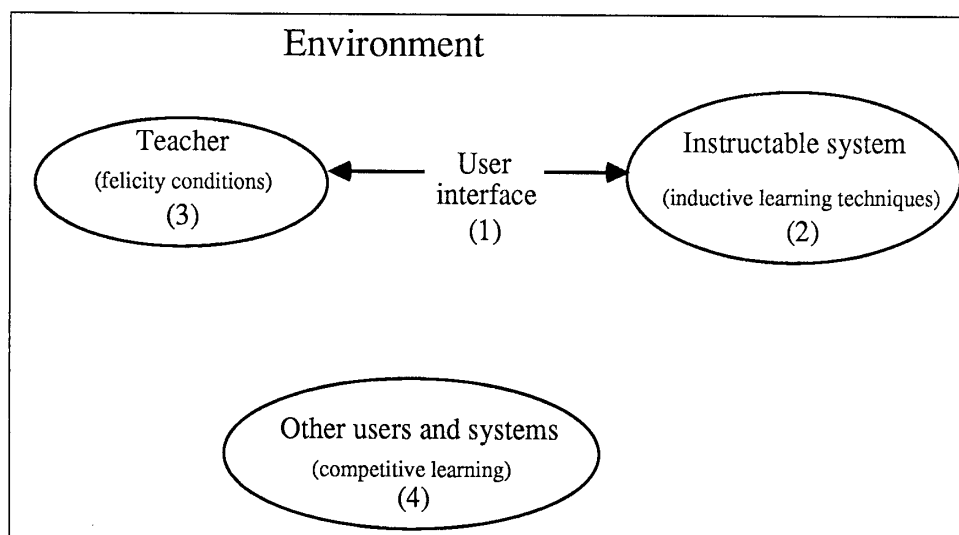 Environment
Teacher
(felicity conditions)
(3)
User
interface
(1)
Instructable system
(inductive learning techniques)
(2)
Other users and systems
(competitive learning)
(4)